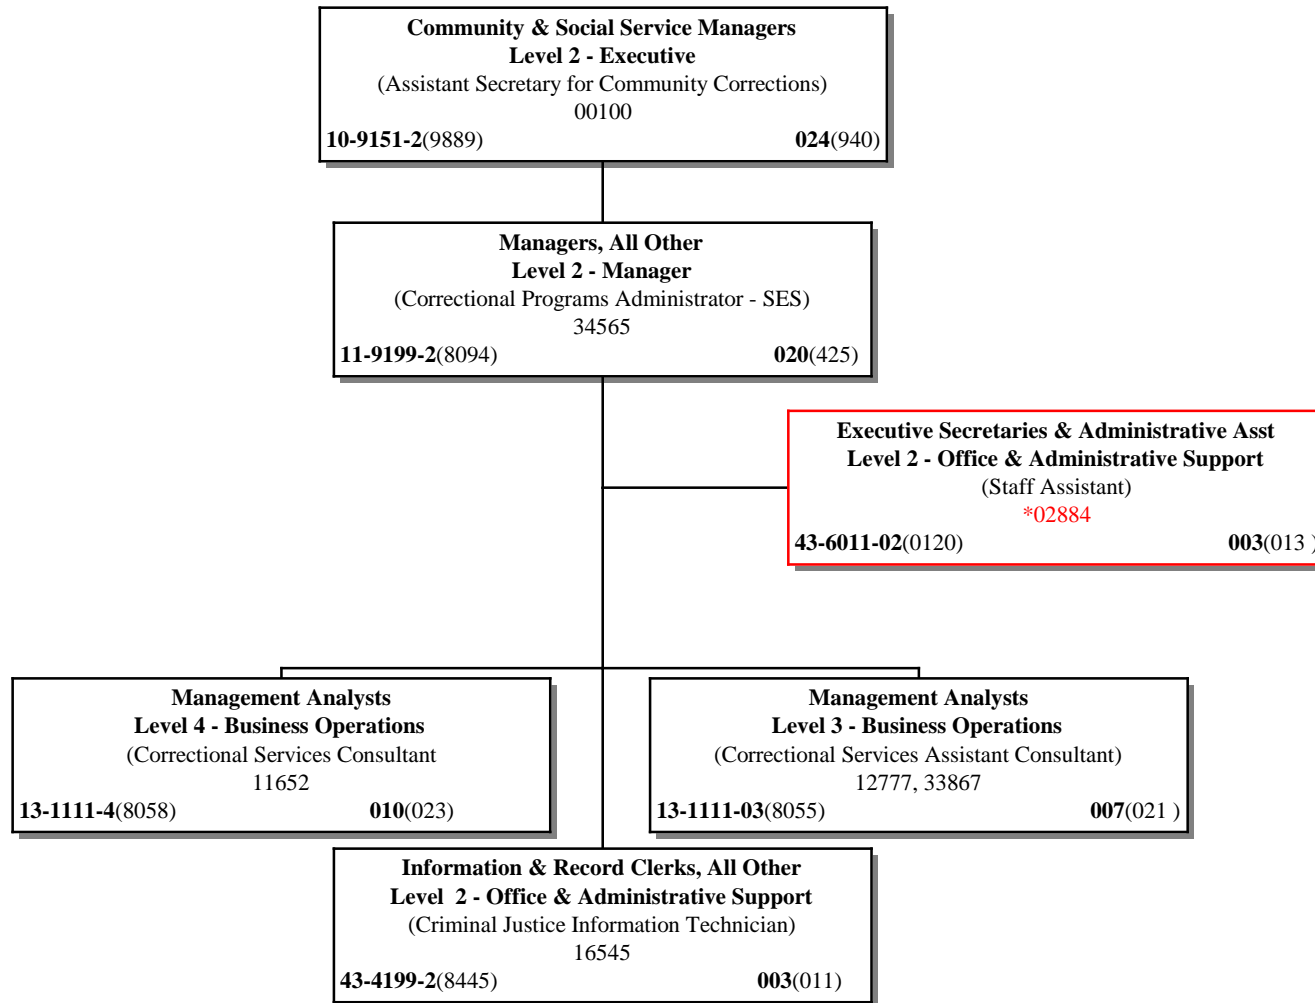 Community & Social Service Managers
Level 2 - Executive
(Assistant Secretary for Community Corrections)
00100
10-9151-2(9889) 024(940)
Managers, All Other
Level 2 - Manager
(Correctional Programs Administrator - SES)
34565
11-9199-2(8094) 020(425)
Executive Secretaries & Administrative Asst
Level 2 - Office & Administrative Support
(Staff Assistant)
*02884
43-6011-02(0120) 003(013 )
Management Analysts
Level 4 - Business Operations
(Correctional Services Consultant
11652
13-1111-4(8058) 010(023)
Management Analysts
Level 3 - Business Operations
(Correctional Services Assistant Consultant)
12777, 33867
13-1111-03(8055) 007(021 )
Information & Record Clerks, All Other
Level  2 - Office & Administrative Support
(Criminal Justice Information Technician)
16545
43-4199-2(8445) 003(011)